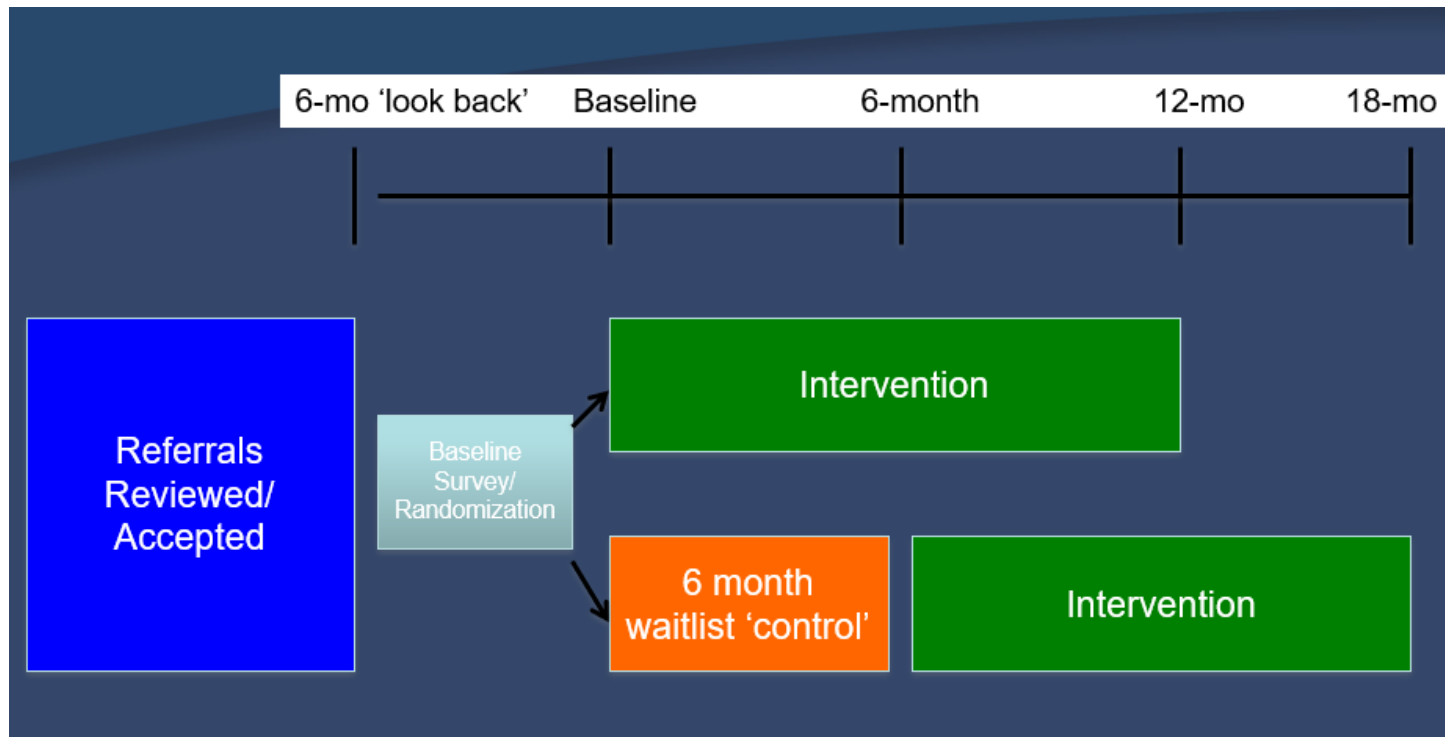 6-mo ‘look back’ Baseline 6-month 12-mo 18-mo
Referrals
Reviewed/
Accepted
Baseline
Survey/
Randomization
Intervention
6 month
waitlist ‘control’
Intervention